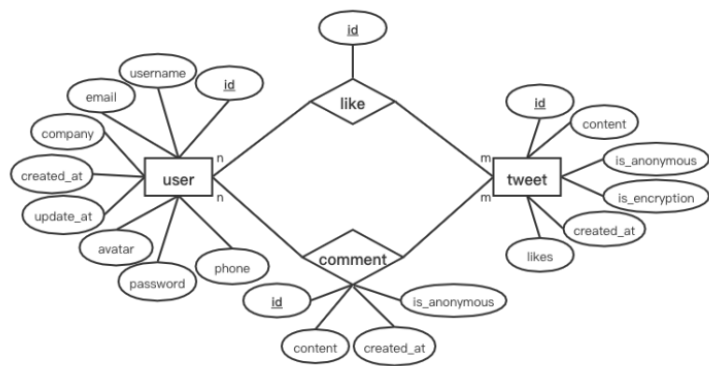 id
username
id
email
like
id
content
company
n
m
is_anonymous
created_at
user
tweet
n
m
is_encryption
update_at
created_at
avatar
comment
likes
phone
password
id
is_anonymous
content
created_at